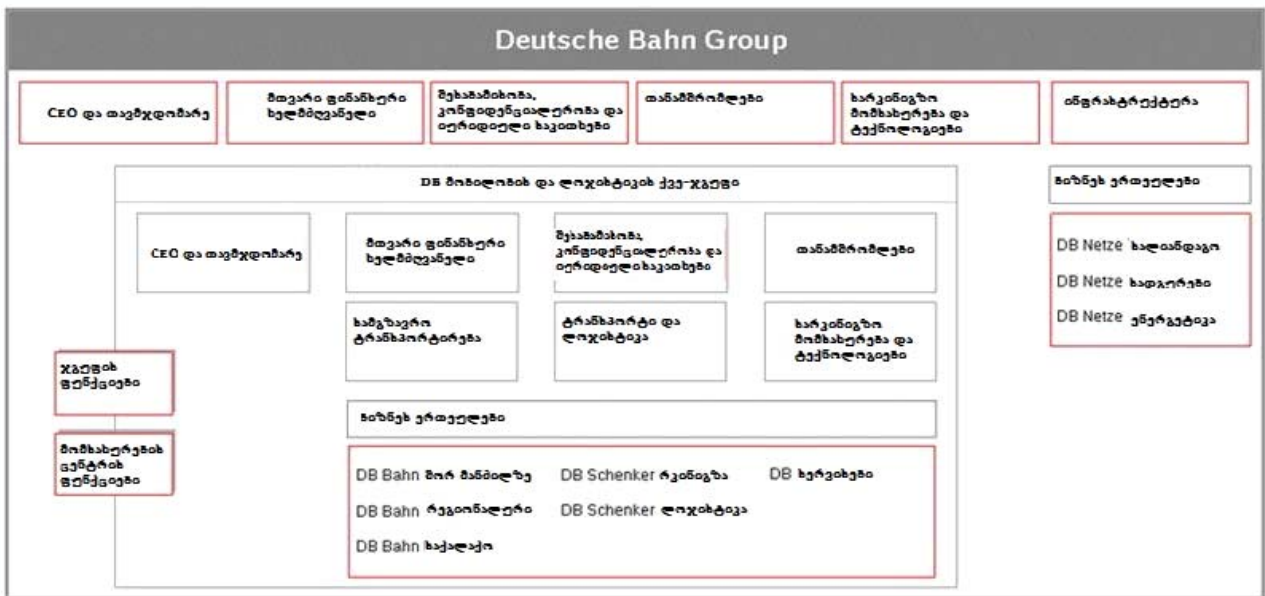 Deutsche Bahn Group
CEO და თავმჯდომარე
მთვარი ფინანსური
ხელმძღვანელი
შესაბამისობა,
კონფიდენციალურობა და
იურიდიული საკითხები
თანამშრომლები
სარკინიგზო
მომსახურება და
ტექნოლოგიები
ინფრასტრუქტურა
DB მობილობის და ლოჯისტიკის ქვე-ჯგუფი
ბიზნეს ერთეულები
CEO და თავმჯდომარე
მთვარი ფინანსური
ხელმძღვანელი
შესაბამისობა,
კონფიდენციალურობა და
იურიდიული საკითხები
თანამშრომლები
DB Netze სალიანდაგო
DB Netze სადგურები
DB Netze ენერგეტიკა
სამგზავრო
ტრანსპორტირება
ტრანსპორტი და
ლოჯისტიკა
სარკინიგზო
მომსახურება და
ტექნოლოგიები
ჯგუფის
ფუნქციები
ბიზნეს ერთეულები
მომსახურების
ცენტრის
ფუნქციები
DB Bahn შორ მანძილზე
DB Schenker რკინიგზა
DB სერვისები
DB Bahn რეგიონალური
DB Schenker ლოჯისტიკა
DB Bahn საქალაქო